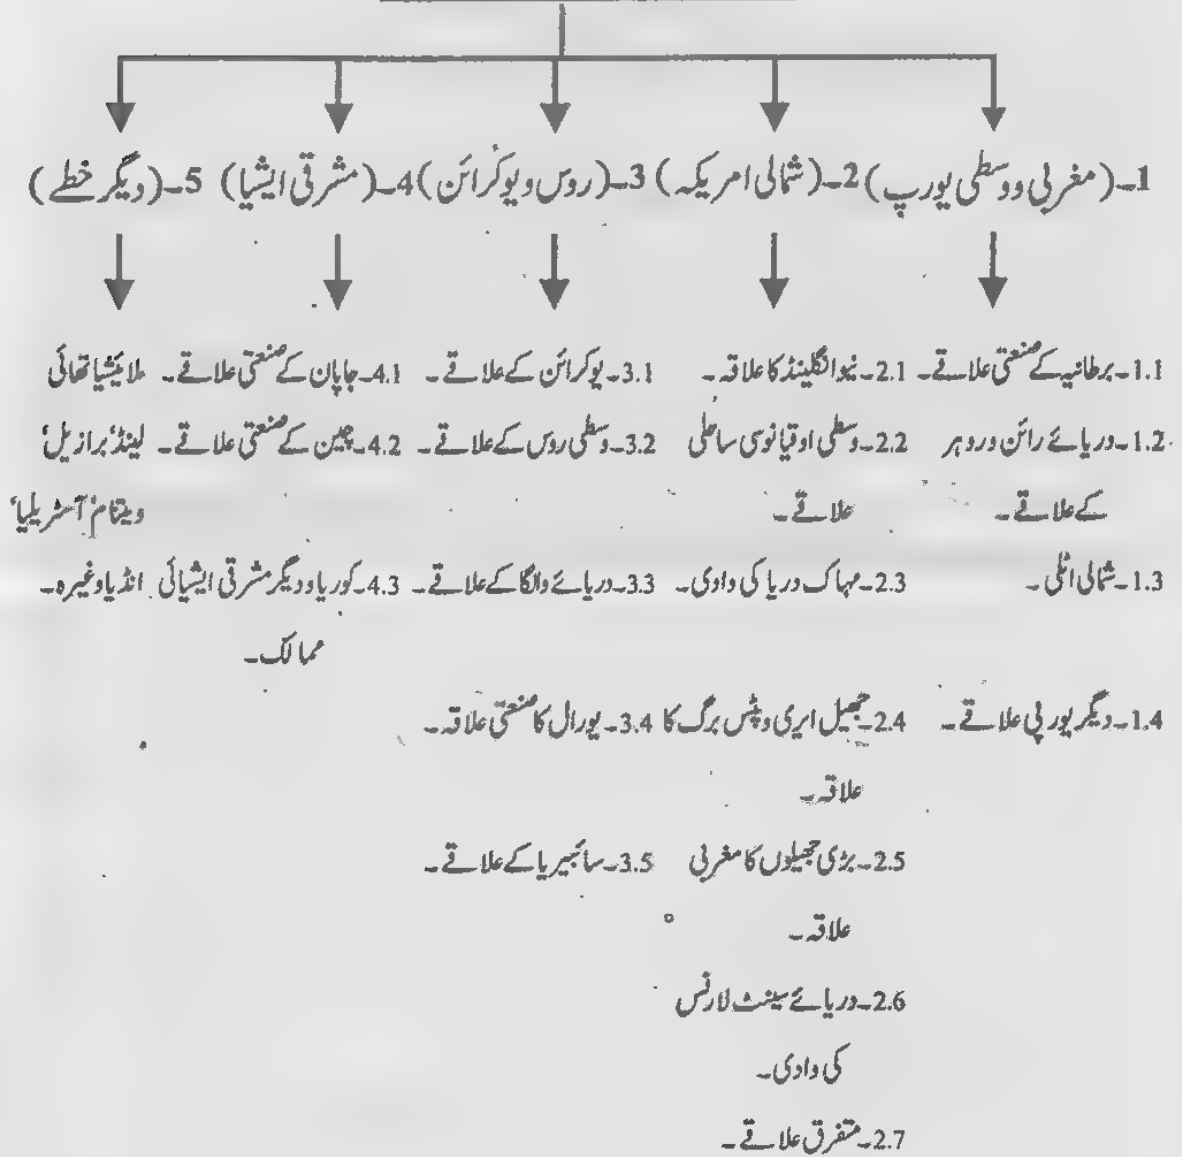 1۔(مغربی ووسطی یورپ) 2۔(شمالی امریکہ) 3۔(روس ویوکرائن) 4۔(مشرقی ایشیا) 5۔(دیگر خطے)
1.1۔برطانیہ کے صنعتی علاقے۔ 2.1۔نیوانگلینڈ کا علاقہ۔ 3.1۔یوکرائن کے علاقے۔ 4.1۔جاپان کے صنعتی علاقے۔ ملائیشیا تھائی
1.2۔دریائے رائن وروہر 2.2۔وسطی اوقیانوسی ساحلی 3.2۔وسطی روس کے علاقے۔ 4.2۔چین کے صنعتی علاقے۔ لینڈ، برازیل،
کے علاقے۔ علاقے۔ ویتنام، آسٹریلیا،
1.3۔شمالی اٹلی۔ 2.3۔مہاک دریا کی وادی۔ 3.3۔دریائے والگا کے علاقے۔ 4.3۔کوریا ودیگر مشرقی ایشیائی انڈیا وغیرہ۔
ممالک۔
1.4۔دیگر یورپی علاقے۔ 2.4۔جھیل ایری وپٹس برگ کا 3.4۔یورال کا صنعتی علاقہ۔
علاقہ۔
2.5۔بڑی جھیلوں کا مغربی 3.5۔سائبیریا کے علاقے۔
علاقہ۔
2.6۔دریائے سینٹ لارنس
کی وادی۔
2.7۔متفرق علاقے۔